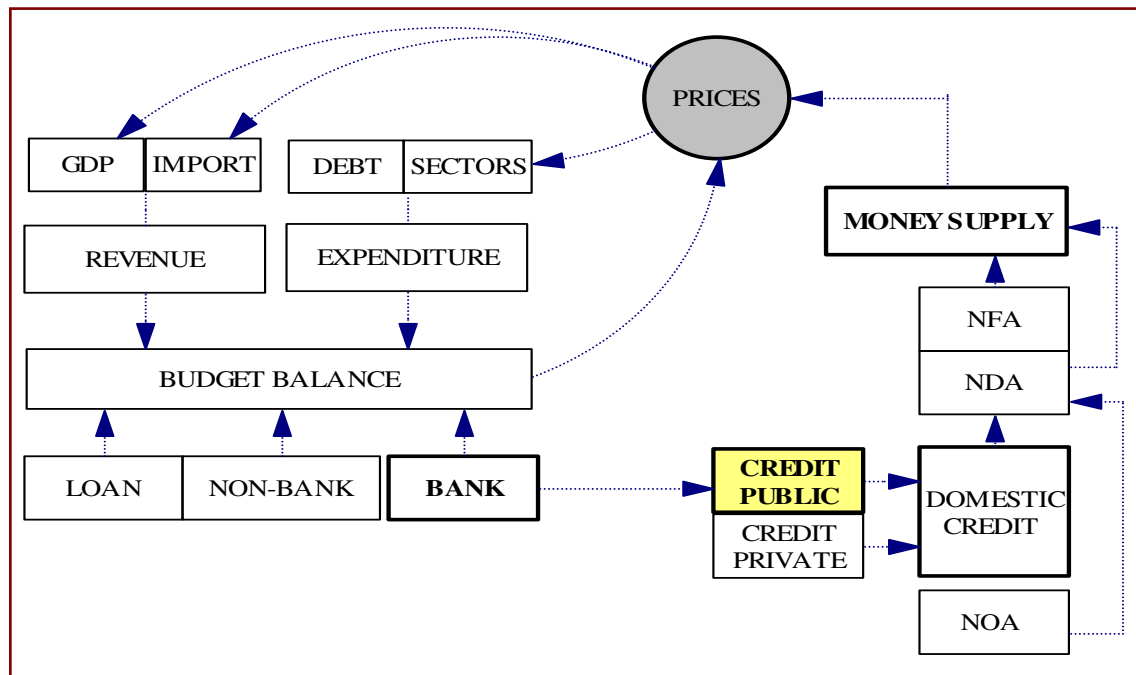 PRICES
GDP
IMPORT
DEBT
SECTORS
MONEY SUPPLY
REVENUE
EXPENDITURE
NFA
BUDGET BALANCE
NDA
LOAN
NON-BANK
BANK
CREDIT
PUBLIC
DOMESTIC
CREDIT
CREDIT
PRIVATE
NOA